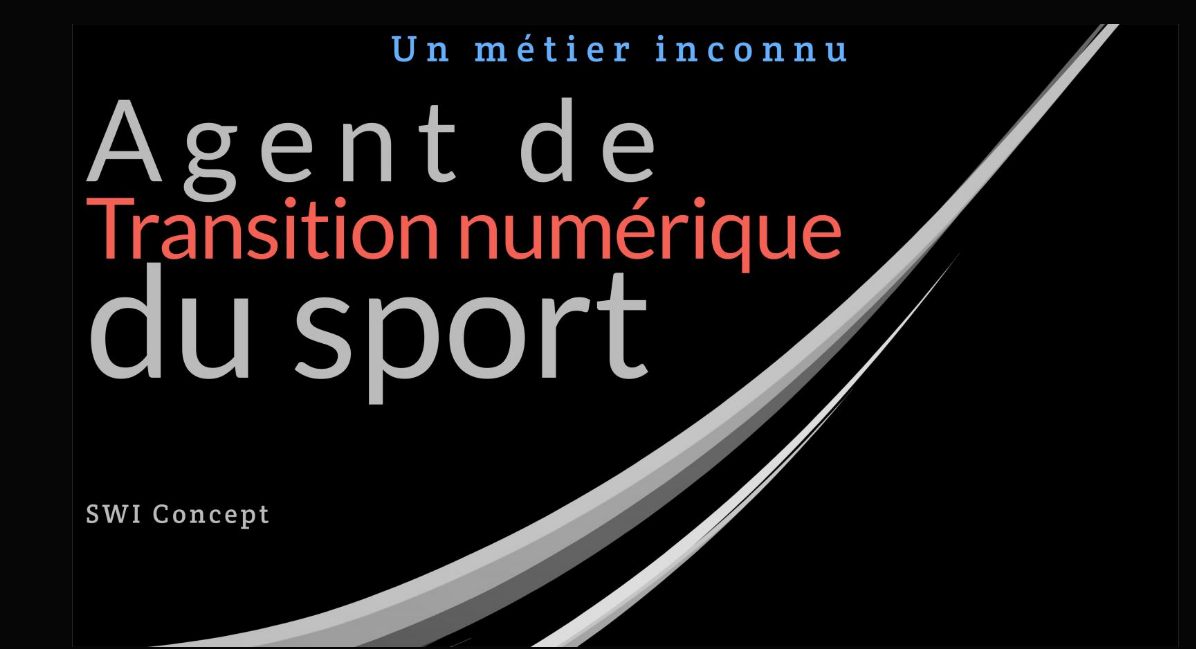 Un métier inconnu
Agent de
Transition numérique
du sport
SWI Concept